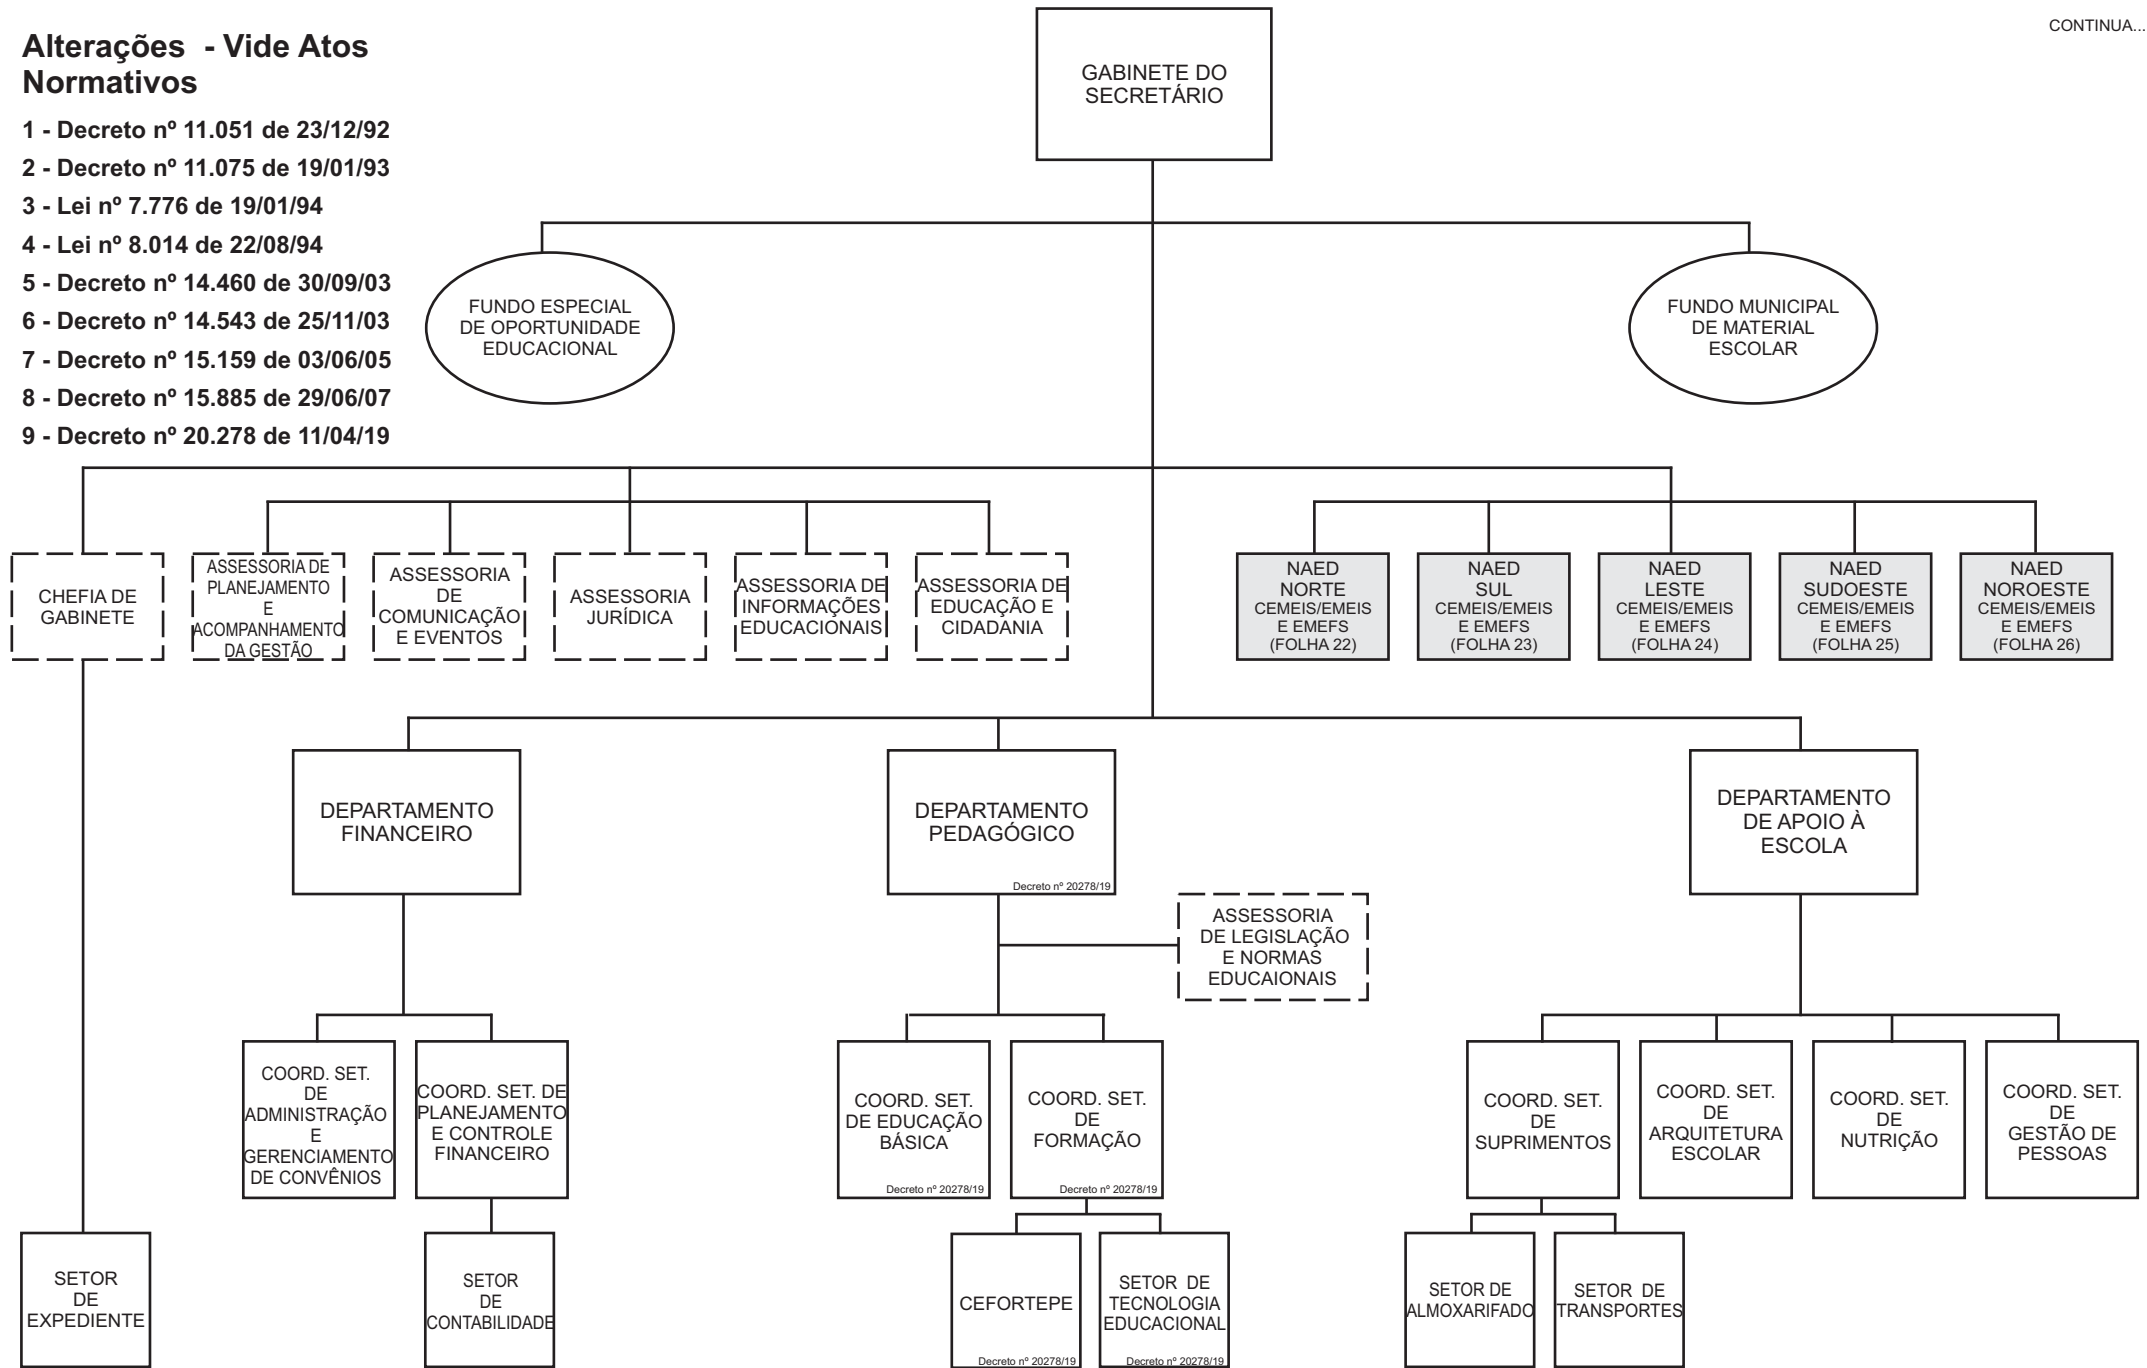 CONTINUA...
Alterações - Vide Atos
Normativos
1 - Decreto nº 11.051 de 23/12/92
2 - Decreto nº 11.075 de 19/01/93
3 - Lei nº 7.776 de 19/01/94
4 - Lei nº 8.014 de 22/08/94
5 - Decreto nº 14.460 de 30/09/03
6 - Decreto nº 14.543 de 25/11/03
7 - Decreto nº 15.159 de 03/06/05
8 - Decreto nº 15.885 de 29/06/07
9 - Decreto nº 20.278 de 11/04/19
GABINETE DO
SECRETÁRIO
FUNDO ESPECIAL
DE OPORTUNIDADE
EDUCACIONAL
FUNDO MUNICIPAL
DE MATERIAL
ESCOLAR
CHEFIA DE
GABINETE
ASSESSORIA DE
PLANEJAMENTO
E
ACOMPANHAMENTO
DA GESTÃO
ASSESSORIA
DE
COMUNICAÇÃO
E EVENTOS
ASSESSORIA
JURÍDICA
ASSESSORIA DE
INFORMAÇÕES
EDUCACIONAIS
ASSESSORIA DE
EDUCAÇÃO E
CIDADANIA
NAED
NORTE
CEMEIS/EMEIS
E EMEFS
(FOLHA 22)
NAED
SUL
CEMEIS/EMEIS
E EMEFS
(FOLHA 23)
NAED
LESTE
CEMEIS/EMEIS
E EMEFS
(FOLHA 24)
NAED
SUDOESTE
CEMEIS/EMEIS
E EMEFS
(FOLHA 25)
NAED
NOROESTE
CEMEIS/EMEIS
E EMEFS
(FOLHA 26)
DEPARTAMENTO
FINANCEIRO
DEPARTAMENTO
PEDAGÓGICO
Decreto nº 20278/19
DEPARTAMENTO
DE APOIO À
ESCOLA
ASSESSORIA
DE LEGISLAÇÃO
E NORMAS
EDUCAIONAIS
COORD. SET.
DE
ADMINISTRAÇÃO
E
GERENCIAMENTO
DE CONVÊNIOS
COORD. SET. DE
PLANEJAMENTO
E CONTROLE
FINANCEIRO
COORD. SET.
DE EDUCAÇÃO
BÁSICA
Decreto nº 20278/19
COORD. SET.
DE
FORMAÇÃO
Decreto nº 20278/19
COORD. SET.
DE
SUPRIMENTOS
COORD. SET.
DE
ARQUITETURA
ESCOLAR
COORD. SET.
DE
NUTRIÇÃO
COORD. SET.
DE
GESTÃO DE
PESSOAS
SETOR
DE
EXPEDIENTE
SETOR
DE
CONTABILIDADE
CEFORTEPE
Decreto nº 20278/19
SETOR DE
TECNOLOGIA
EDUCACIONAL
Decreto nº 20278/19
SETOR DE
ALMOXARIFADO
SETOR DE
TRANSPORTES